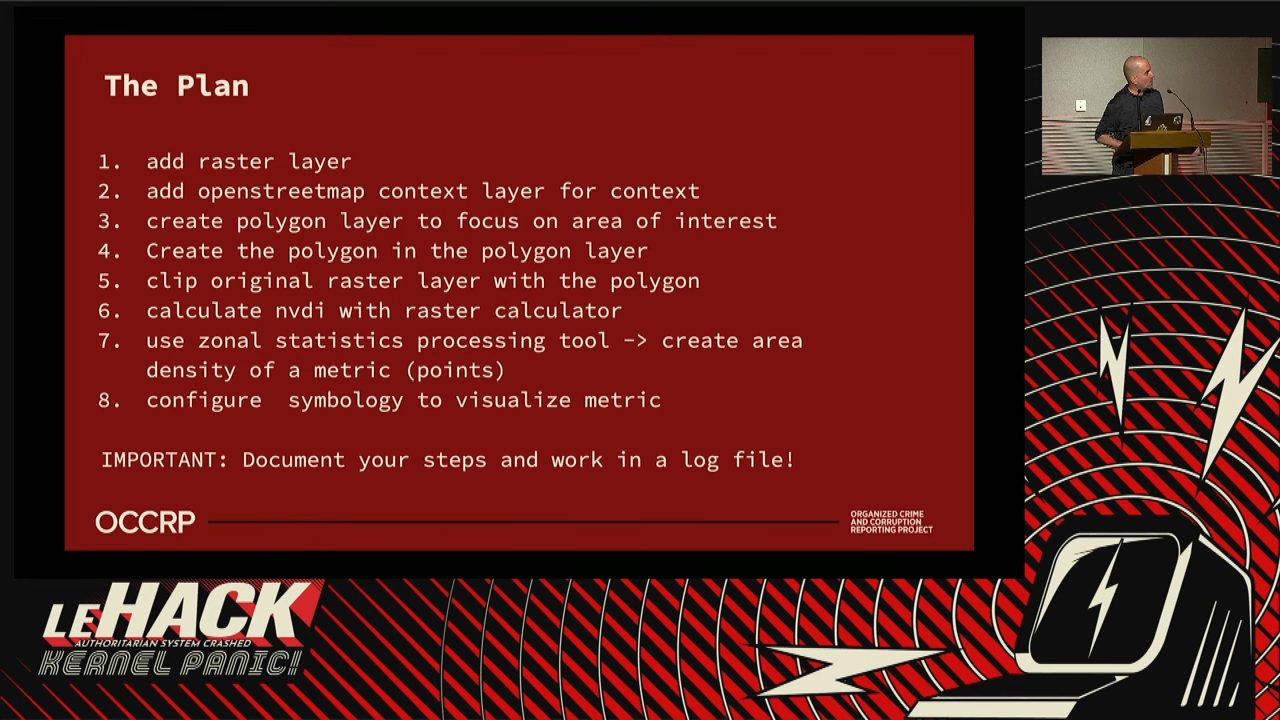 The Plan
1. add raster layer
2. add openstreetmap context layer for context
3. create polygon layer to focus on area of interest
4. Create the polygon in the polygon layer
5. clip original raster layer with the polygon
6. calculate nvdi with raster calculator
7. use zonal statistics processing tool -> create area
density of a metric (points)
8. configure  symbology to visualize metric
IMPORTANT: Document your steps and work in a log file!
OCCRP
ORGANIZED CRIME
AND CORRUPTION
REPORTING PROJECT
LEHACK
AUTHORITARIAN SYSTEM CRASHED
KERNEL PANIC!